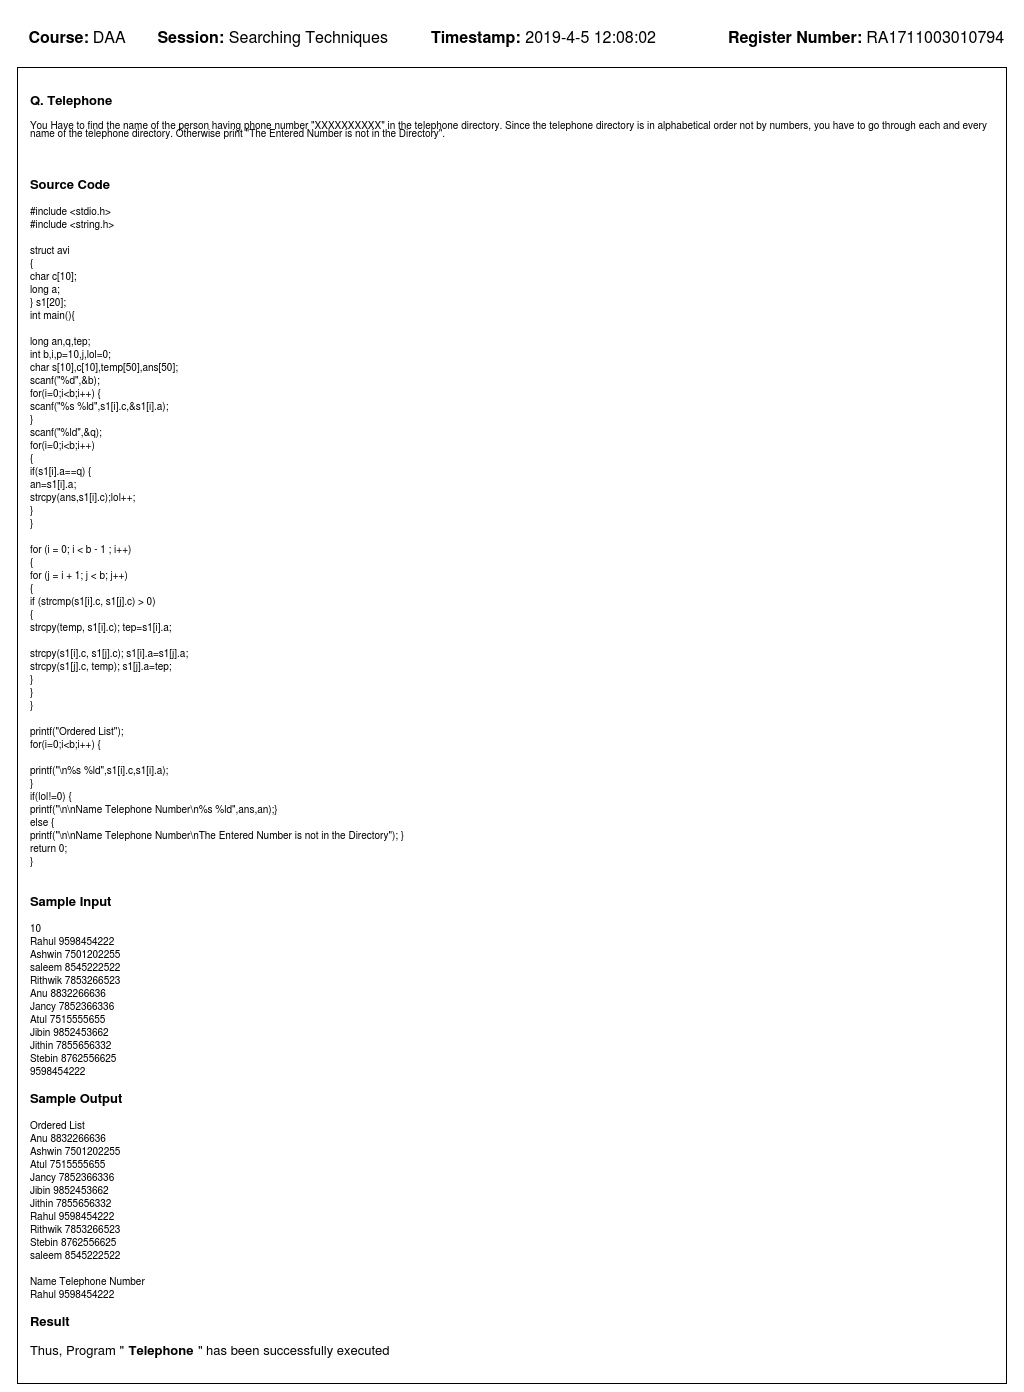 Course: DAA Session: Searching Techniques Timestamp: 2019-4-5 12:08:02 Register Number: RA1711003010794
Q. Telephone
You Have to find the name of the person having phone number "XXXXXXXXXX" in the telephone directory. Since the telephone directory is in alphabetical order not by numbers, you have to go through each and every
name of the telephone directory. Otherwise print "The Entered Number is not in the Directory".
Source Code
#include <stdio.h>
#include <string.h>
struct avi
{
char c[10];
long a;
} s1[20];
int main(){
long an,q,tep;
int b,i,p=10,j,lol=0;
char s[10],c[10],temp[50],ans[50];
scanf("%d",&b);
for(i=0;i<b;i++) {
scanf("%s %ld",s1[i].c,&s1[i].a);
}
scanf("%ld",&q);
for(i=0;i<b;i++)
{
if(s1[i].a==q) {
an=s1[i].a;
strcpy(ans,s1[i].c);lol++;
}
}
for (i = 0; i < b - 1 ; i++)
{
for (j = i + 1; j < b; j++)
{
if (strcmp(s1[i].c, s1[j].c) > 0)
{
strcpy(temp, s1[i].c); tep=s1[i].a;
strcpy(s1[i].c, s1[j].c); s1[i].a=s1[j].a;
strcpy(s1[j].c, temp); s1[j].a=tep;
}
}
}
printf("Ordered List");
for(i=0;i<b;i++) {
printf("\n%s %ld",s1[i].c,s1[i].a);
}
if(lol!=0) {
printf("\n\nName Telephone Number\n%s %ld",ans,an);}
else {
printf("\n\nName Telephone Number\nThe Entered Number is not in the Directory"); }
return 0;
}
Sample Input
10
Rahul 9598454222
Ashwin 7501202255
saleem 8545222522
Rithwik 7853266523
Anu 8832266636
Jancy 7852366336
Atul 7515555655
Jibin 9852453662
Jithin 7855656332
Stebin 8762556625
9598454222
Sample Output
Ordered List
Anu 8832266636
Ashwin 7501202255
Atul 7515555655
Jancy 7852366336
Jibin 9852453662
Jithin 7855656332
Rahul 9598454222
Rithwik 7853266523
Stebin 8762556625
saleem 8545222522
Name Telephone Number
Rahul 9598454222
Result
Thus, Program " Telephone " has been successfully executed